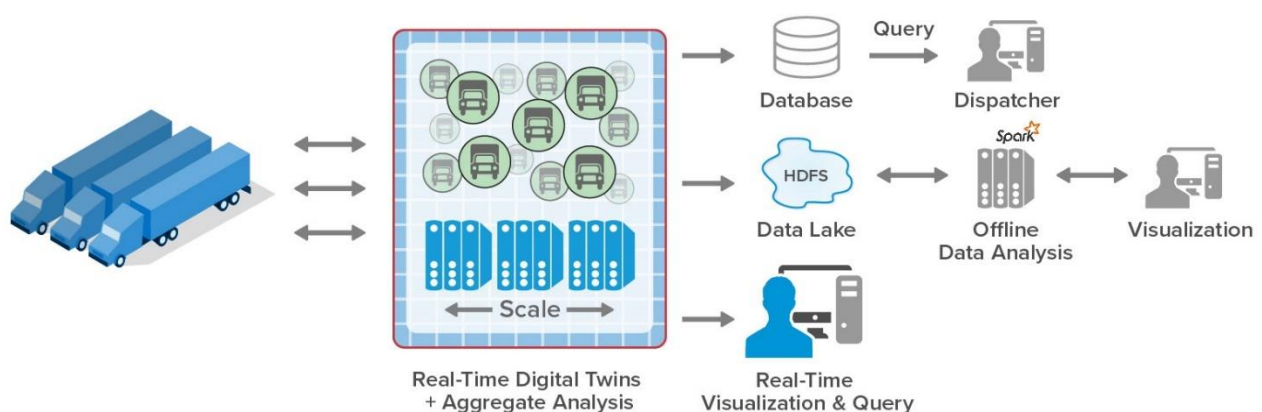 Query
Database
Dispatcher
Spark
HDFS
Data Lake
Offline
Data Analysis
Visualization
Scale
Real-Time Digital Twins
+ Aggregate Analysis
Real-Time
Visualization & Query